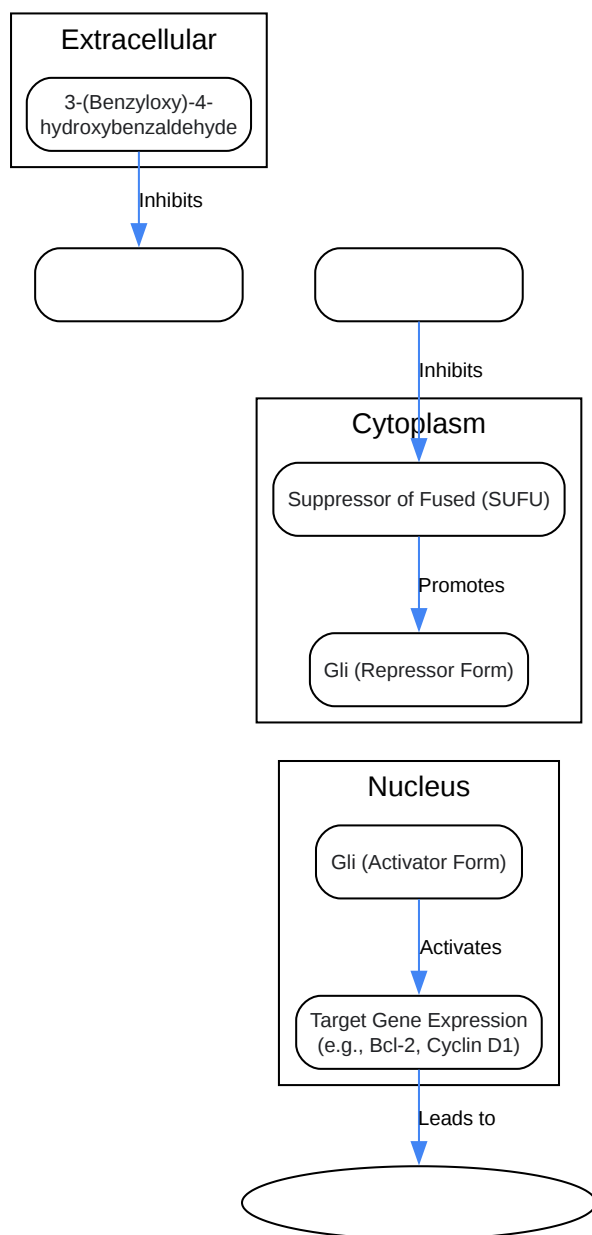 Extracellular
3-(Benzyloxy)-4-
hydroxybenzaldehyde
Inhibits
Inhibits
Cytoplasm
Suppressor of Fused (SUFU)
Promotes
Gli (Repressor Form)
Nucleus
Gli (Activator Form)
Activates
Target Gene Expression
(e.g., Bcl-2, Cyclin D1)
Leads to